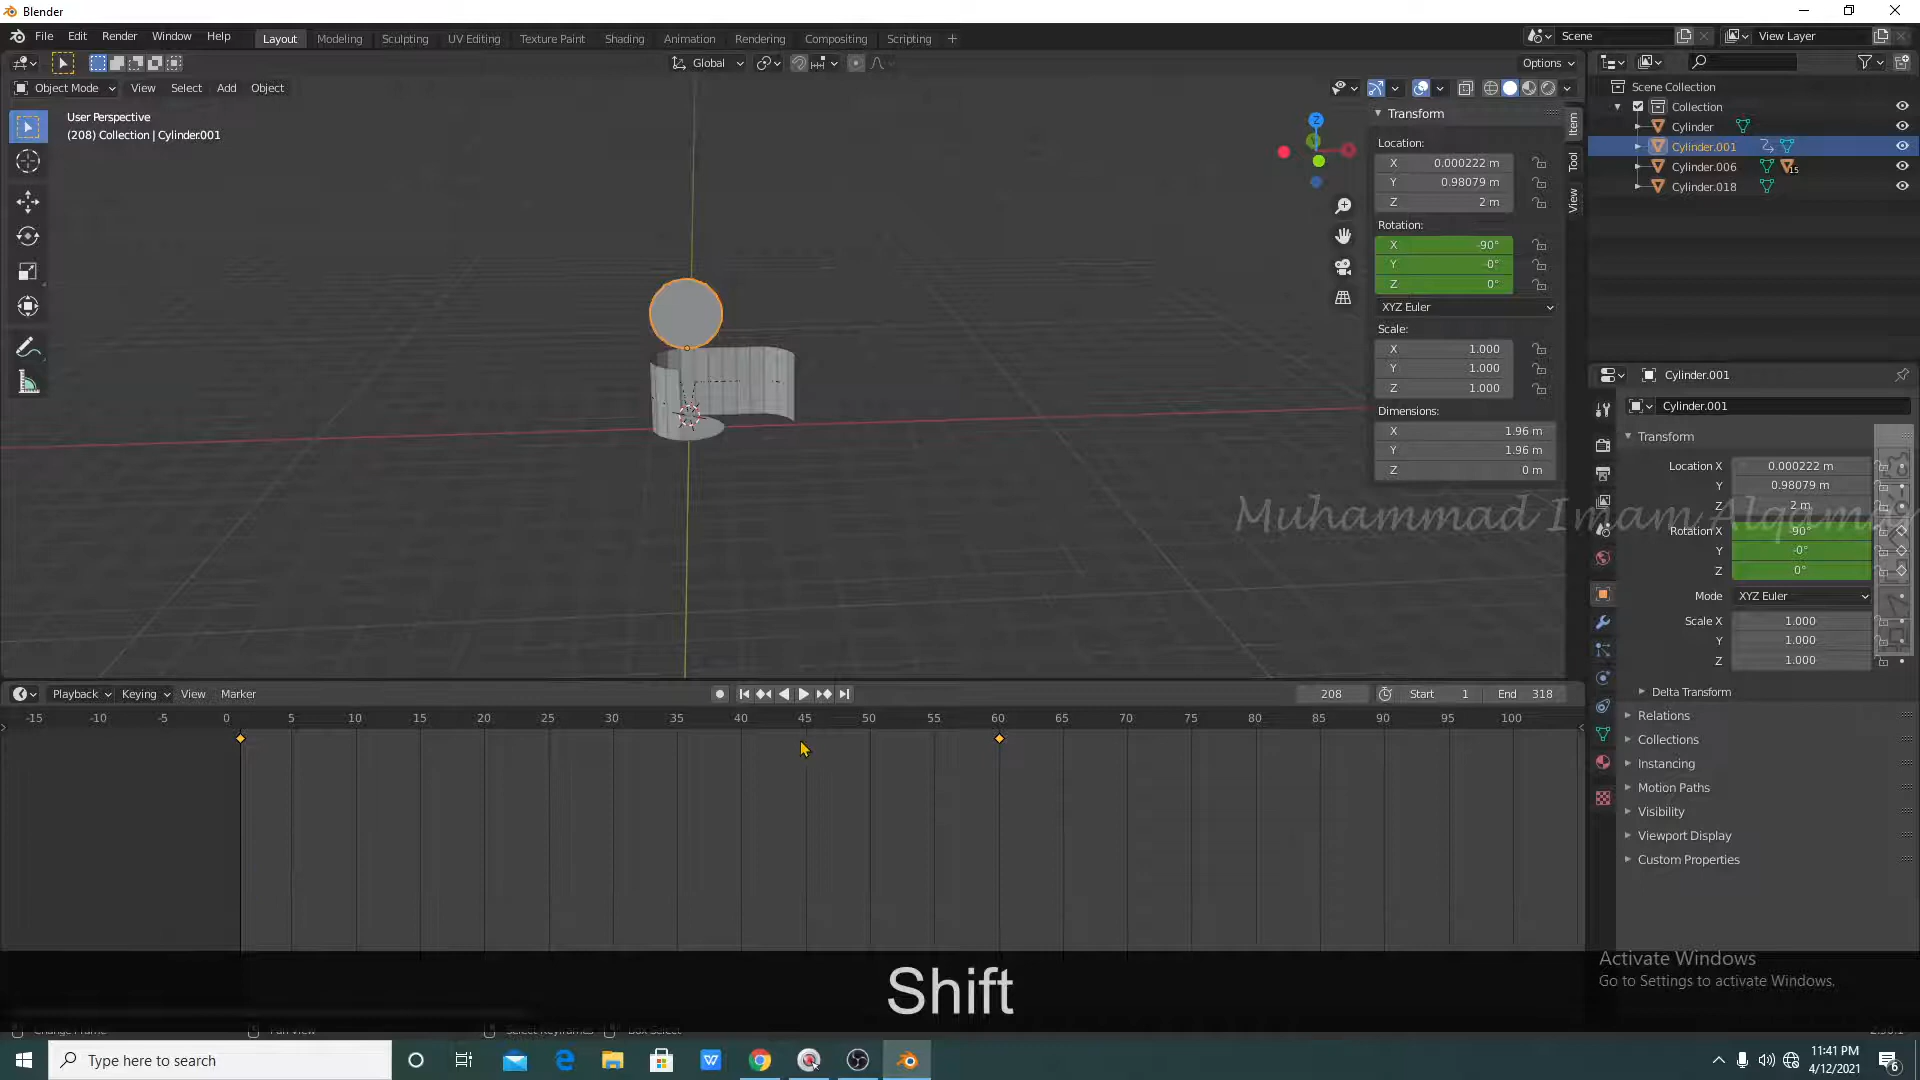 Blender
File Edit Render Window Help
Layout Modeling Sculpting UV Editing Texture Paint Shading Animation Rendering Compositing Scripting +
Scene
View Layer
Global
Options
Object Mode View Select Add Object
User Perspective
(208) Collection | Cylinder.001
Z
Transform
Location:
X 0.000222 m
Y 0.98079 m
Z 2 m
Rotation:
X -90°
Y -0°
Z 0°
XYZ Euler
Scale:
X 1.000
Y 1.000
Z 1.000
Dimensions:
X 1.96 m
Y 1.96 m
Z 0 m
Item
Tool
View
Scene Collection
Collection
Cylinder
Cylinder.001
Cylinder.006 15
Cylinder.018
Cylinder.001
Cylinder.001
Transform
Location X 0.000222 m
Y 0.98079 m
Z 2 m
Rotation X -90°
Y -0°
Z 0°
Mode XYZ Euler
Scale X 1.000
Y 1.000
Z 1.000
Delta Transform
Relations
Collections
Instancing
Motion Paths
Visibility
Viewport Display
Custom Properties
Muhammad Imam
Playback Keying View Marker
208 Start 1 End 318
-15 -10 -5 0 5 10 15 20 25 30 35 40 45 50 55 60 65 70 75 80 85 90 95 100
Shift
Activate Windows
Go to Settings to activate Windows.
Type here to search
11:41 PM
4/12/2021
6